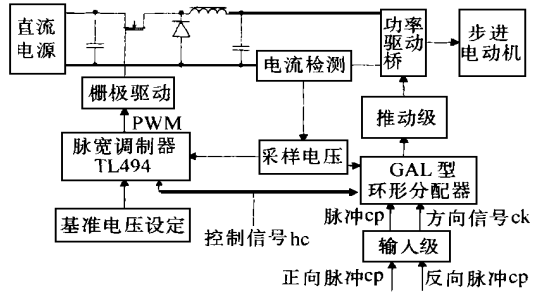 直流
电源
功率
驱动
桥
步进
电动机
电流检测
栅极驱动
推动级
PWM
脉宽调制器
TL494
采样电压
GAL型
环形分配器
基准电压设定
控制信号hc
脉冲cp
方向信号ck
输入级
正向脉冲cp
反向脉冲cp